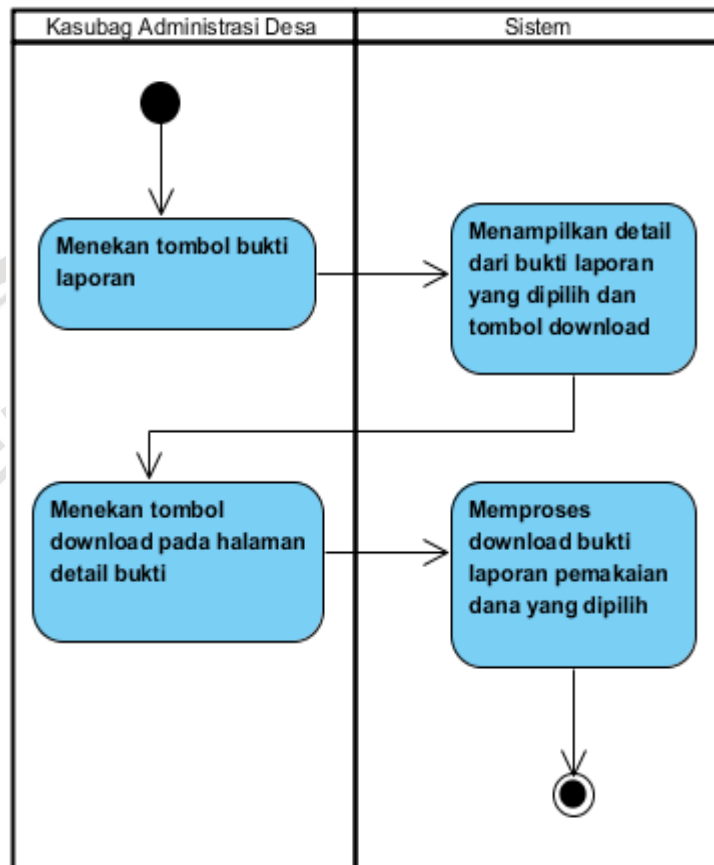 Kasubag Administrasi Desa
Sistem
Menekan tombol bukti
laporan
Menampilkan detail
dari bukti laporan
yang dipilih dan
tombol download
Menekan tombol
download pada halaman
detail bukti
Memproses
download bukti
laporan pemakaian
dana yang dipilih